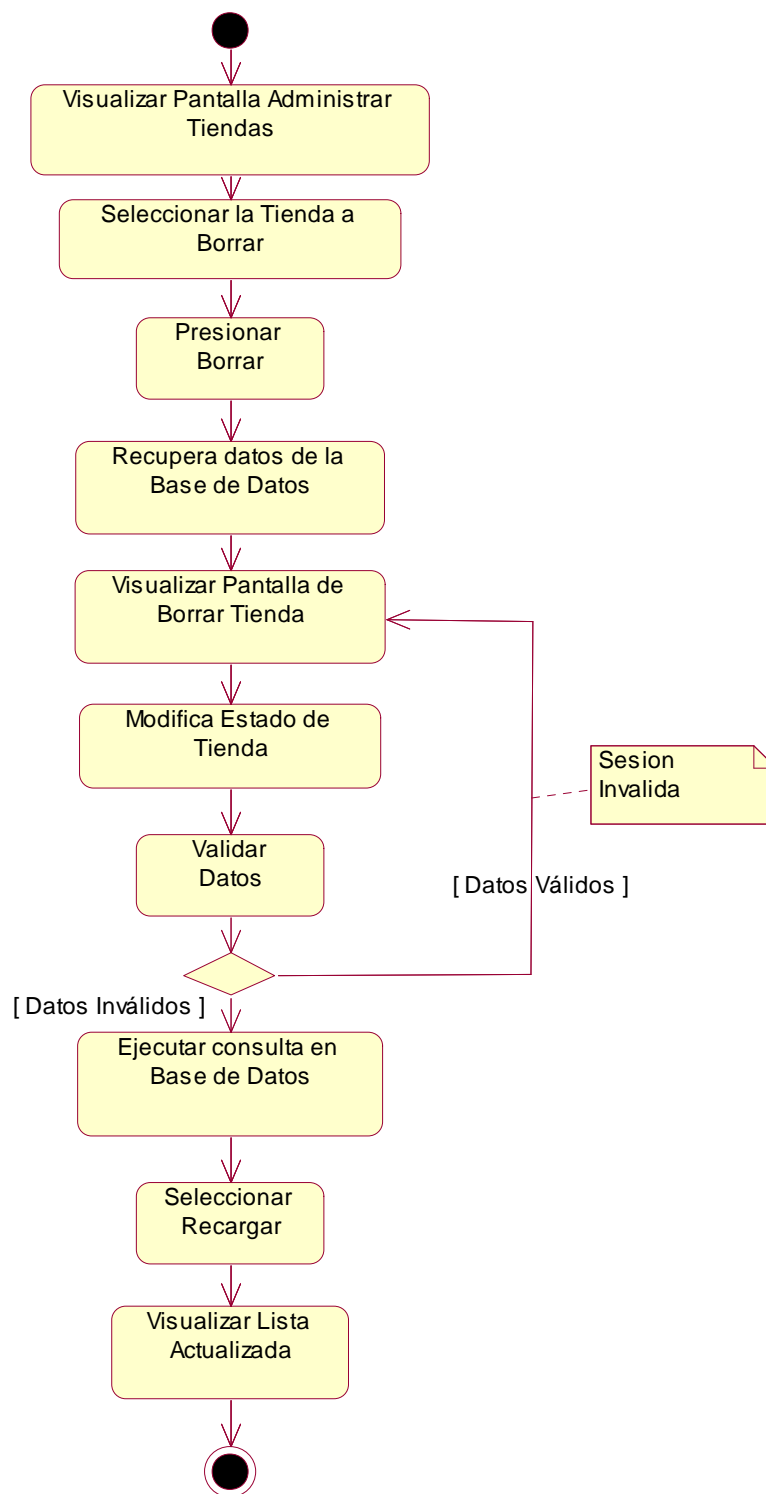 Visualizar Pantalla Administrar
Tiendas
Seleccionar la Tienda a
Borrar
Presionar
Borrar
Recupera datos de la
Base de Datos
Visualizar Pantalla de
Borrar Tienda
Modifica Estado de
Tienda
Sesion
Invalida
Validar
Datos
[ Datos Válidos ]
[ Datos Inválidos ]
Ejecutar consulta en
Base de Datos
Seleccionar
Recargar
Visualizar Lista
Actualizada